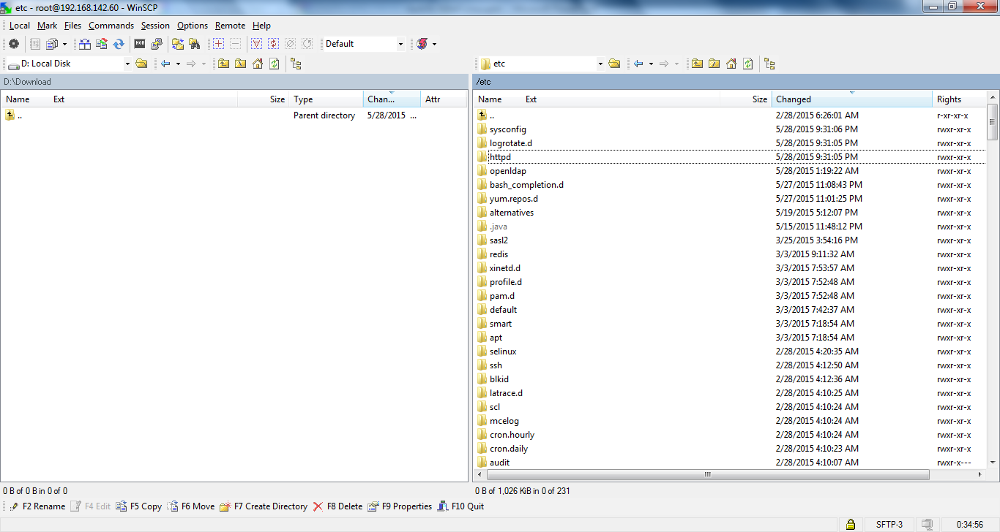 etc - root@192.168.142.60 - WinSCP
Local Mark Files Commands Session Options Remote Help
Default
D: Local Disk
etc
D:\Download
/etc
Name Ext Size Type Chan... Attr
Name Ext Size Changed Rights
.. Parent directory 5/28/2015 ...
.. 2/28/2015 6:26:01 AM r-xr-xr-x
sysconfig 5/28/2015 9:31:06 PM rwxr-xr-x
logrotate.d 5/28/2015 9:31:05 PM rwxr-xr-x
httpd 5/28/2015 9:31:05 PM rwxr-xr-x
openldap 5/28/2015 1:19:22 AM rwxr-xr-x
bash_completion.d 5/27/2015 11:08:43 PM rwxr-xr-x
yum.repos.d 5/27/2015 11:01:25 PM rwxr-xr-x
alternatives 5/19/2015 5:12:07 PM rwxr-xr-x
.java 5/15/2015 11:48:12 PM rwxr-xr-x
sasl2 3/25/2015 3:54:16 PM rwxr-xr-x
redis 3/3/2015 9:11:32 AM rwxr-xr-x
xinetd.d 3/3/2015 7:53:57 AM rwxr-xr-x
profile.d 3/3/2015 7:52:48 AM rwxr-xr-x
pam.d 3/3/2015 7:52:48 AM rwxr-xr-x
default 3/3/2015 7:42:37 AM rwxr-xr-x
smart 3/3/2015 7:18:54 AM rwxr-xr-x
apt 3/3/2015 7:18:54 AM rwxr-xr-x
selinux 2/28/2015 4:20:35 AM rwxr-xr-x
ssh 2/28/2015 4:12:50 AM rwxr-xr-x
blkid 2/28/2015 4:12:36 AM rwxr-xr-x
latrace.d 2/28/2015 4:10:25 AM rwxr-xr-x
scl 2/28/2015 4:10:24 AM rwxr-xr-x
mcelog 2/28/2015 4:10:24 AM rwxr-xr-x
cron.hourly 2/28/2015 4:10:24 AM rwxr-xr-x
cron.daily 2/28/2015 4:10:23 AM rwxr-xr-x
audit 2/28/2015 4:10:07 AM rwxr-x---
0 B of 0 B in 0 of 0
0 B of 1,026 KiB in 0 of 231
F2 Rename F4 Edit F5 Copy F6 Move F7 Create Directory F8 Delete F9 Properties F10 Quit
SFTP-3 0:34:56